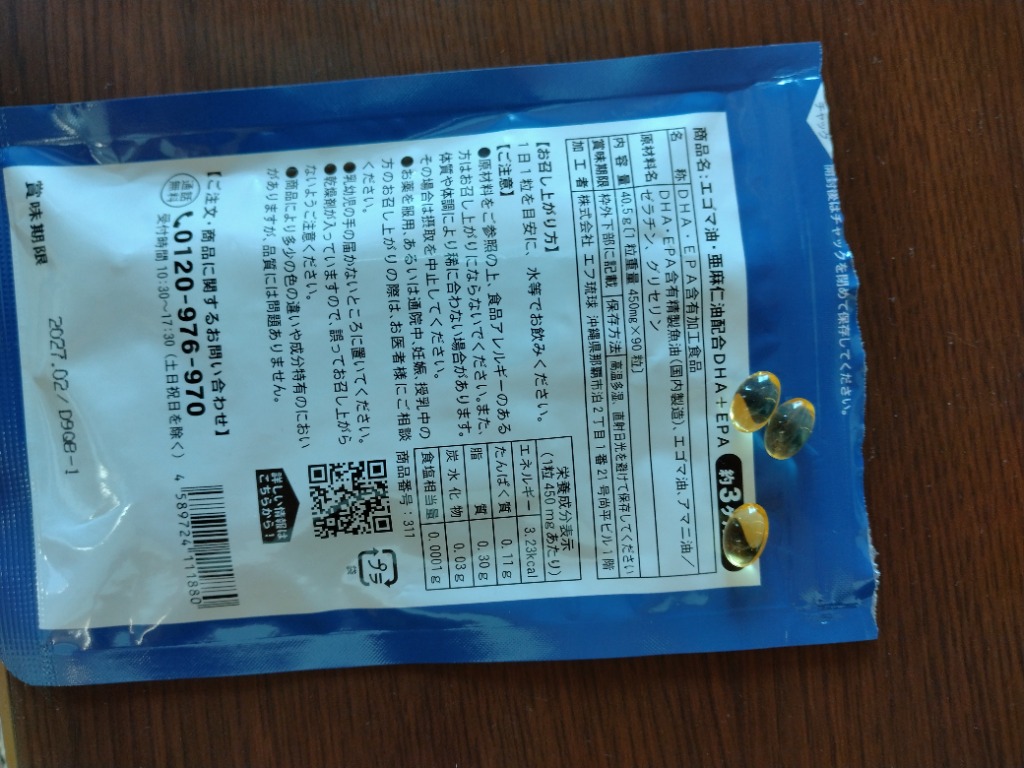 チャック
開封後はチャックを閉めて保存してください。
商品名:エゴマ油・亜麻仁油配合DHA+EPA 約3ヶ
名称 DHA・EPA含有加工食品
原材料名 DHA・EPA含有精製魚油(国内製造)、エゴマ油、アマニ油/
ゼラチン、グリセリン
内容量 40.5g(1粒重量 450mg×90粒)
賞味期限 枠外下部に記載 保存方法 高温多湿、直射日光を避けて保存してください
加工者 株式会社 エフ琉球 沖縄県那覇市泊2丁目1番21号尚平ビル1階
【お召し上がり方】
1日1粒を目安に、水等でお飲みください。
【ご注意】
●原材料をご参照の上、食品アレルギーのある
方はお召し上がりにならないでください。また、
体質や体調により稀に合わない場合があります。
その場合は摂取を中止してください。
●お薬を服用、あるいは通院中、妊娠、授乳中の
方のお召し上がりの際は、お医者様にご相談
ください。
●乳幼児の手の届かないところに置いてください。
●乾燥剤が入っていますので、誤ってお召し上がら
ないようご注意ください。
●商品により多少の色の違いや成分特有のにおい
がありますが、品質には問題ありません。
栄養成分表示
(1粒 450mgあたり)
エネルギー 3.23kcal
たんぱく質 0.11g
脂質 0.30g
炭水化物 0.03g
食塩相当量 0.0001g
商品番号:311
プラ
袋
詳しい情報は
こちらから!
【ご注文・商品に関するお問い合わせ】
通話
無料
0120-976-970
受付時間 10:30~17:30(土日祝日を除く)
4 589724 111880
賞味期限
2027.02/D9QB-1